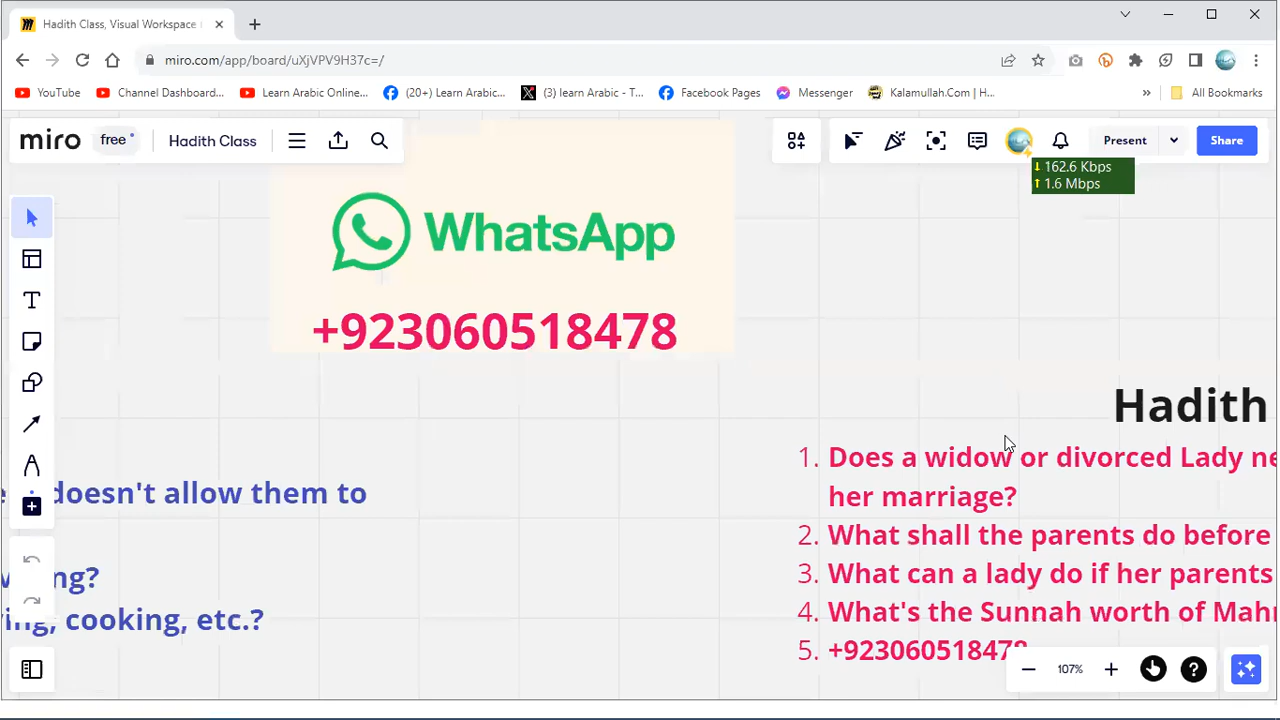 Hadith Class, Visual Workspace
miro.com/app/board/uXjVPV9H37c=/
YouTube
Channel Dashboard...
Learn Arabic Online...
(20+) Learn Arabic...
(3) learn Arabic - T...
Facebook Pages
Messenger
Kalamullah.Com | H...
»
All Bookmarks
miro
free
Hadith Class
Present
Share
↓ 162.6 Kbps
↑ 1.6 Mbps
WhatsApp
+923060518478
doesn't allow them to
ng?
ing, cooking, etc.?
Hadith
1. Does a widow or divorced Lady ne
her marriage?
2. What shall the parents do before
3. What can a lady do if her parents
4. What's the Sunnah worth of Mahr
5. +923060518478
107%